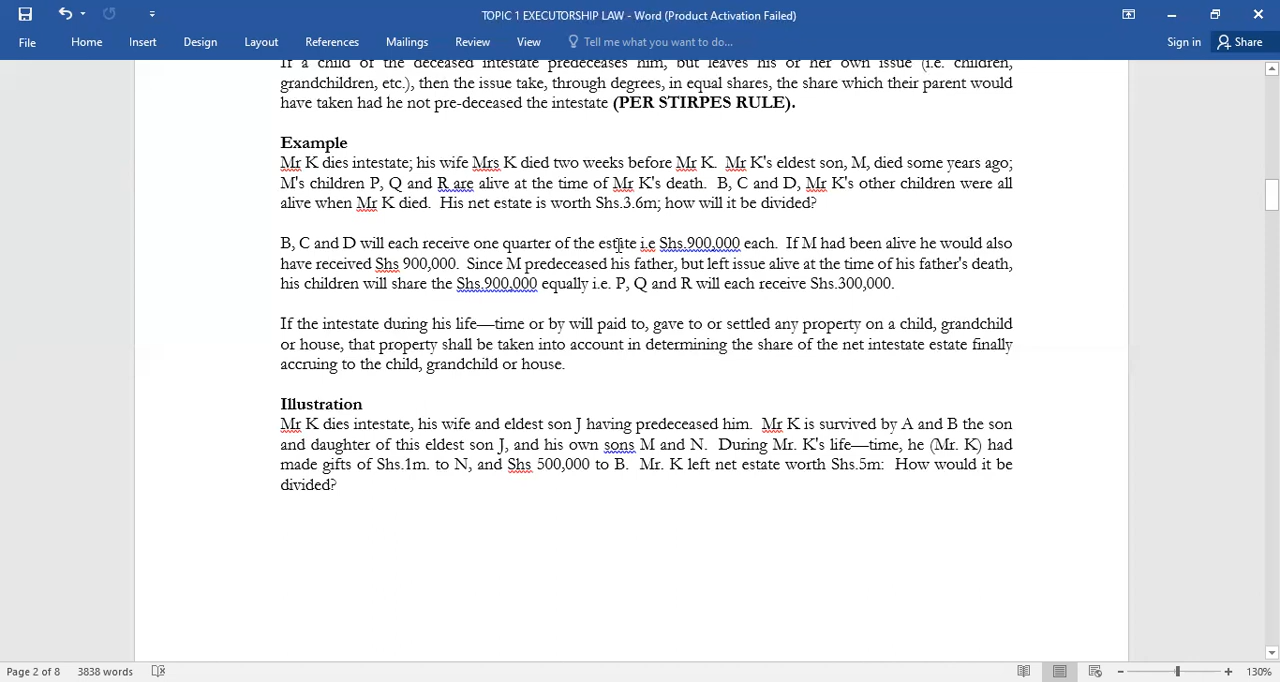 TOPIC 1 EXECUTORSHIP LAW - Word (Product Activation Failed)
File Home Insert Design Layout References Mailings Review View Tell me what you want to do... Sign in Share
If a child of the deceased intestate predeceases him, but leaves his or her own issue (i.e. children,
grandchildren, etc.), then the issue take, through degrees, in equal shares, the share which their parent would
have taken had he not pre-deceased the intestate (PER STIRPES RULE).
Example
Mr K dies intestate; his wife Mrs K died two weeks before Mr K. Mr K's eldest son, M, died some years ago;
M's children P, Q and R are alive at the time of Mr K's death. B, C and D, Mr K's other children were all
alive when Mr K died. His net estate is worth Shs.3.6m; how will it be divided?
B, C and D will each receive one quarter of the estate i.e Shs.900,000 each. If M had been alive he would also
have received Shs 900,000. Since M predeceased his father, but left issue alive at the time of his father's death,
his children will share the Shs.900,000 equally i.e. P, Q and R will each receive Shs.300,000.
If the intestate during his life—time or by will paid to, gave to or settled any property on a child, grandchild
or house, that property shall be taken into account in determining the share of the net intestate estate finally
accruing to the child, grandchild or house.
Illustration
Mr K dies intestate, his wife and eldest son J having predeceased him. Mr K is survived by A and B the son
and daughter of this eldest son J, and his own sons M and N. During Mr. K's life—time, he (Mr. K) had
made gifts of Shs.1m. to N, and Shs 500,000 to B. Mr. K left net estate worth Shs.5m: How would it be
divided?
Page 2 of 8 3838 words 130%